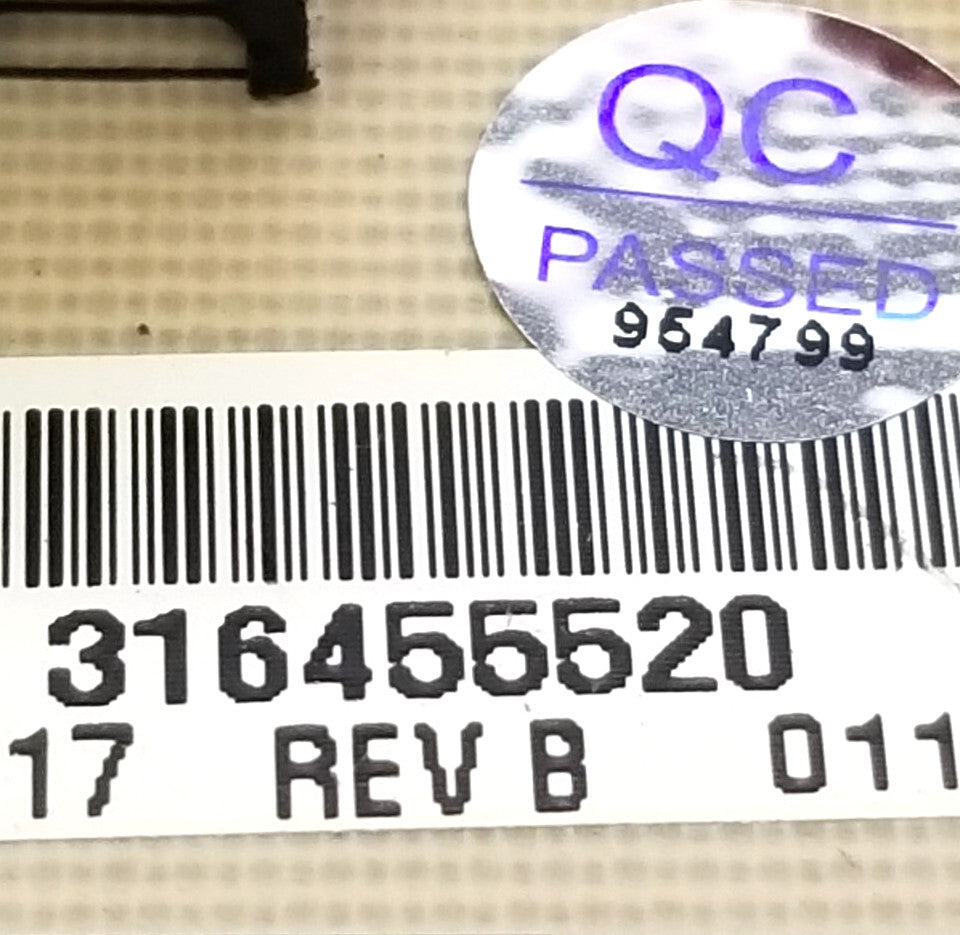 QC
PASSED
954799
316455520
17 REV B 011